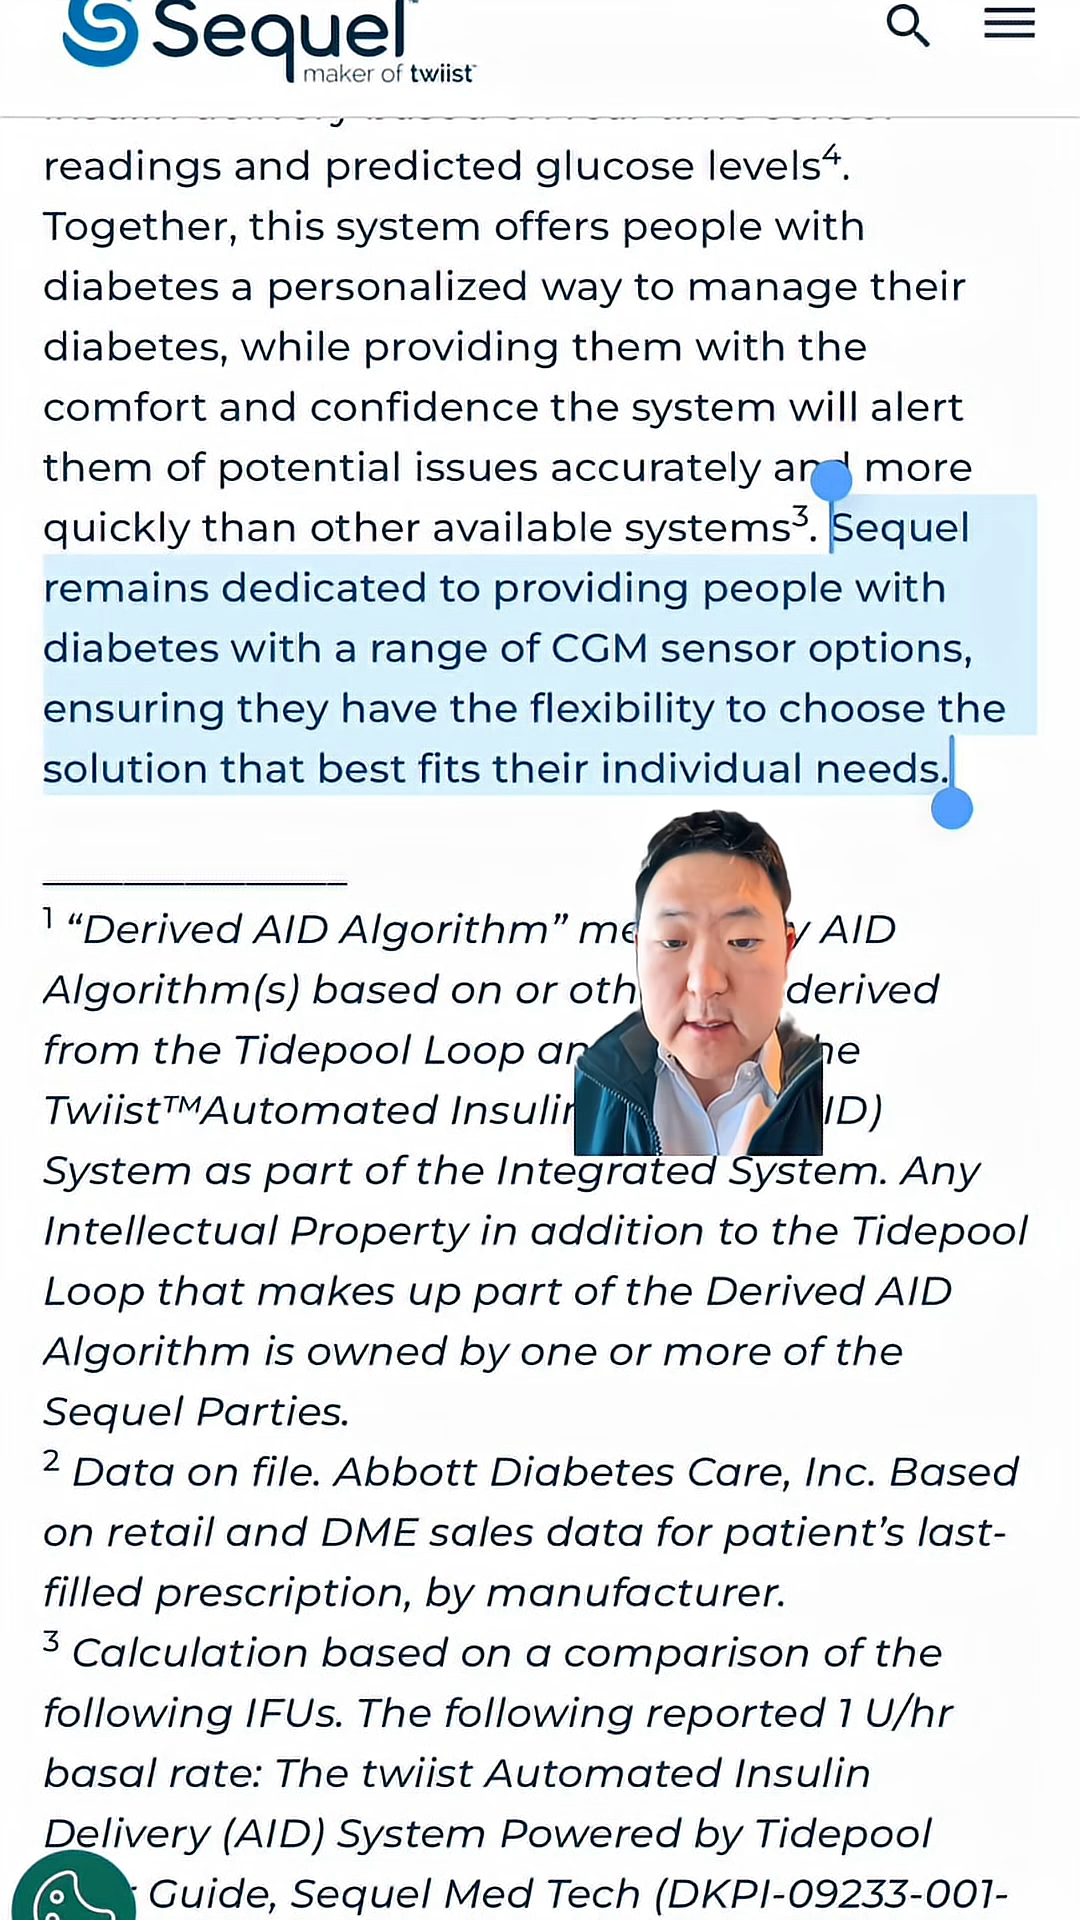 Sequel
maker of twiist
readings and predicted glucose levels⁴.
Together, this system offers people with
diabetes a personalized way to manage their
diabetes, while providing them with the
comfort and confidence the system will alert
them of potential issues accurately and more
quickly than other available systems³. Sequel
remains dedicated to providing people with
diabetes with a range of CGM sensor options,
ensuring they have the flexibility to choose the
solution that best fits their individual needs.
¹ “Derived AID Algorithm” AID
Algorithm(s) based on or derived
from the Tidepool Loop
Twiist™Automated
System as part of the Integrated System. Any
Intellectual Property in addition to the Tidepool
Loop that makes up part of the Derived AID
Algorithm is owned by one or more of the
Sequel Parties.
² Data on file. Abbott Diabetes Care, Inc. Based
on retail and DME sales data for patient’s last-
filled prescription, by manufacturer.
³ Calculation based on a comparison of the
following IFUs. The following reported 1 U/hr
basal rate: The twiist Automated Insulin
Delivery (AID) System Powered by Tidepool
Guide, Sequel Med Tech (DKPI-09233-001-